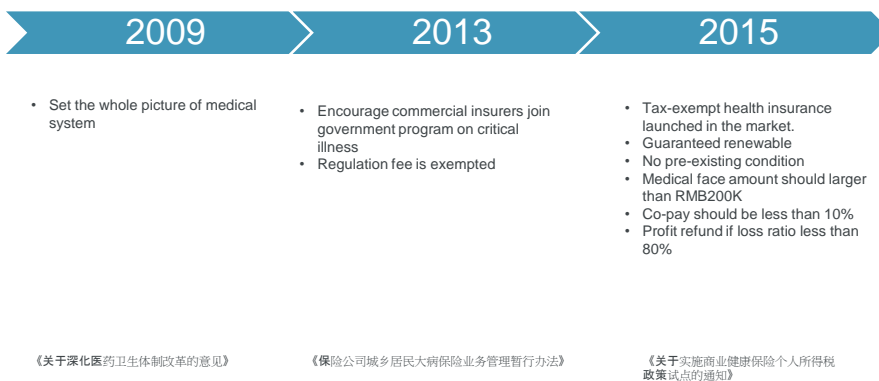 2009
2013
2015
• Set the whole picture of medical
system
• Encourage commercial insurers join
government program on critical
illness
• Regulation fee is exempted
• Tax-exempt health insurance
launched in the market.
• Guaranteed renewable
• No pre-existing condition
• Medical face amount should larger
than RMB200K
• Co-pay should be less than 10%
• Profit refund if loss ratio less than
80%
《关于深化医药卫生体制改革的意见》
《保险公司城乡居民大病保险业务管理暂行办法》
《关于实施商业健康保险个人所得税
政策试点的通知》